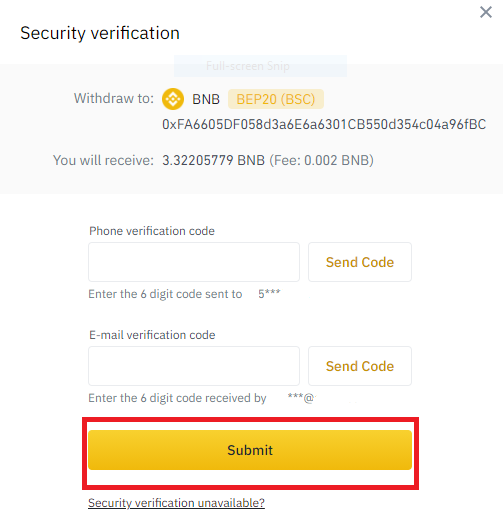 Security verification
Full-screen Snip
Withdraw to: BNB BEP20 (BSC)
0xFA6605DF058d3a6E6a6301CB550d354c04a96fBC
You will receive: 3.32205779 BNB (Fee: 0.002 BNB)
Phone verification code
Send Code
Enter the 6 digit code sent to 5***
E-mail verification code
Send Code
Enter the 6 digit code received by ***@
Submit
Security verification unavailable?